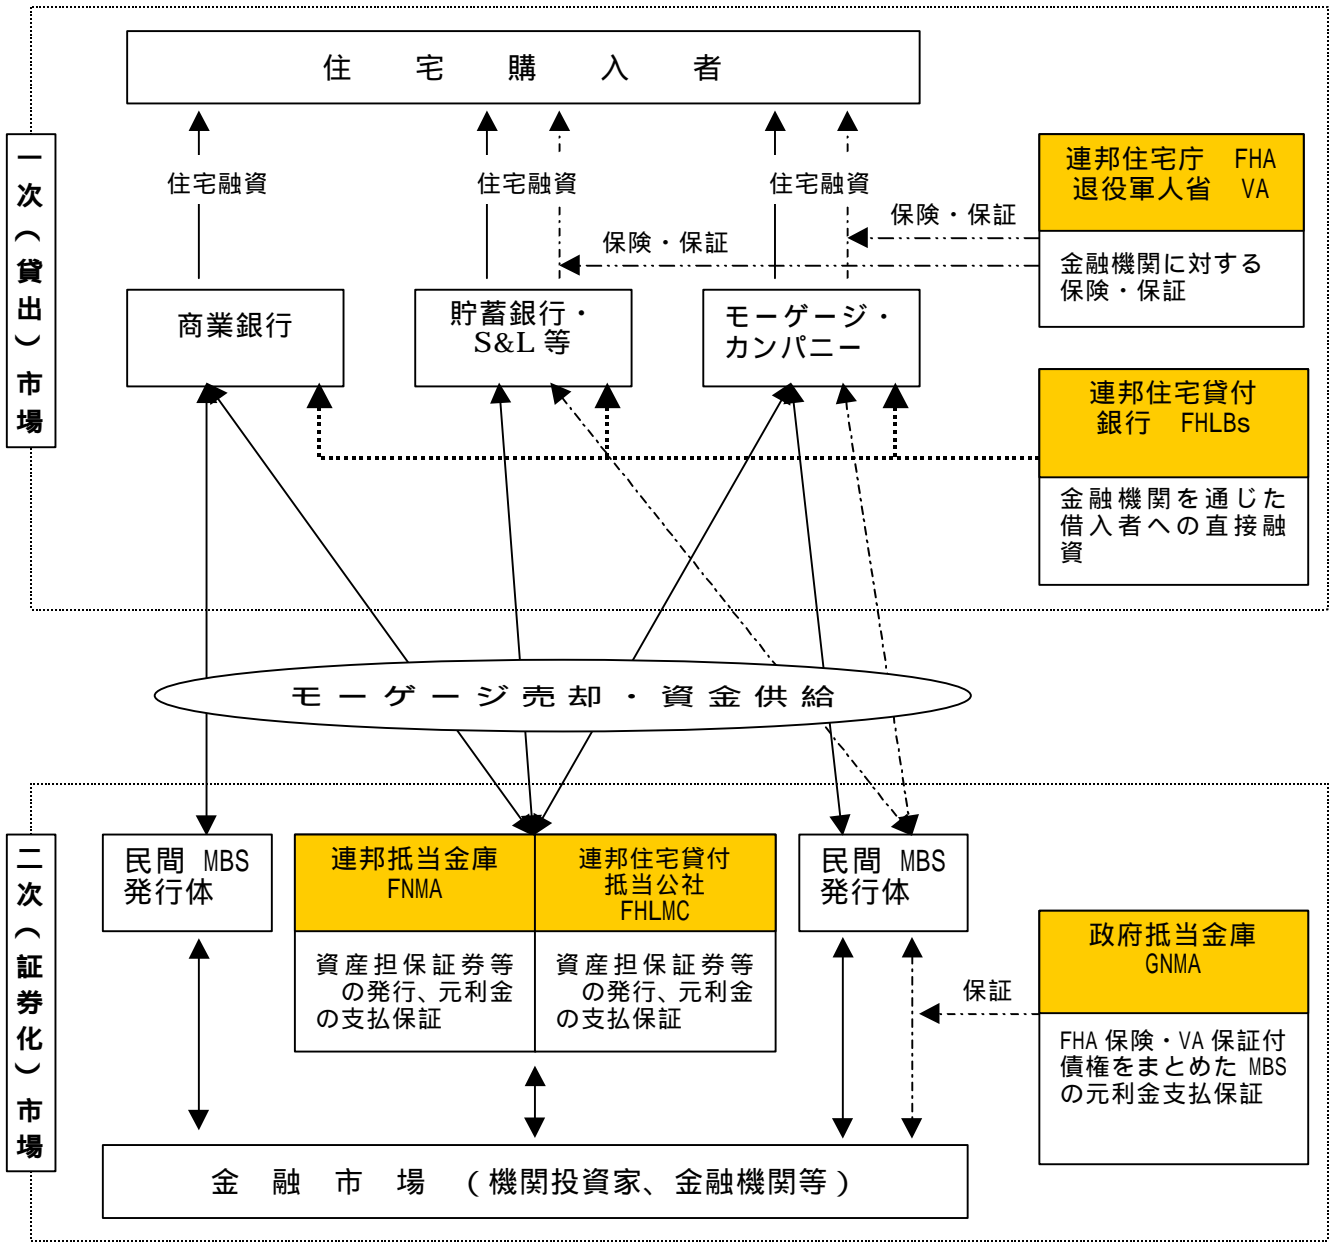 住宅購入者
一次(貸出)市場
住宅融資
住宅融資
住宅融資
連邦住宅庁 FHA
退役軍人省 VA
保険・保証
保険・保証
金融機関に対する
保険・保証
商業銀行
貯蓄銀行・
S&L 等
モーゲージ・
カンパニー
連邦住宅貸付
銀行 FHLBs
金融機関を通じた
借入者への直接融
資
モーゲージ売却・資金供給
二次(証券化)市場
民間 MBS
発行体
連邦抵当金庫
FNMA
資産担保証券等
の発行、元利金
の支払保証
連邦住宅貸付
抵当公社
FHLMC
資産担保証券等
の発行、元利金
の支払保証
民間 MBS
発行体
政府抵当金庫
GNMA
保証
FHA 保険・VA 保証付
債権をまとめた MBS
の元利金支払保証
金融市場(機関投資家、金融機関等)